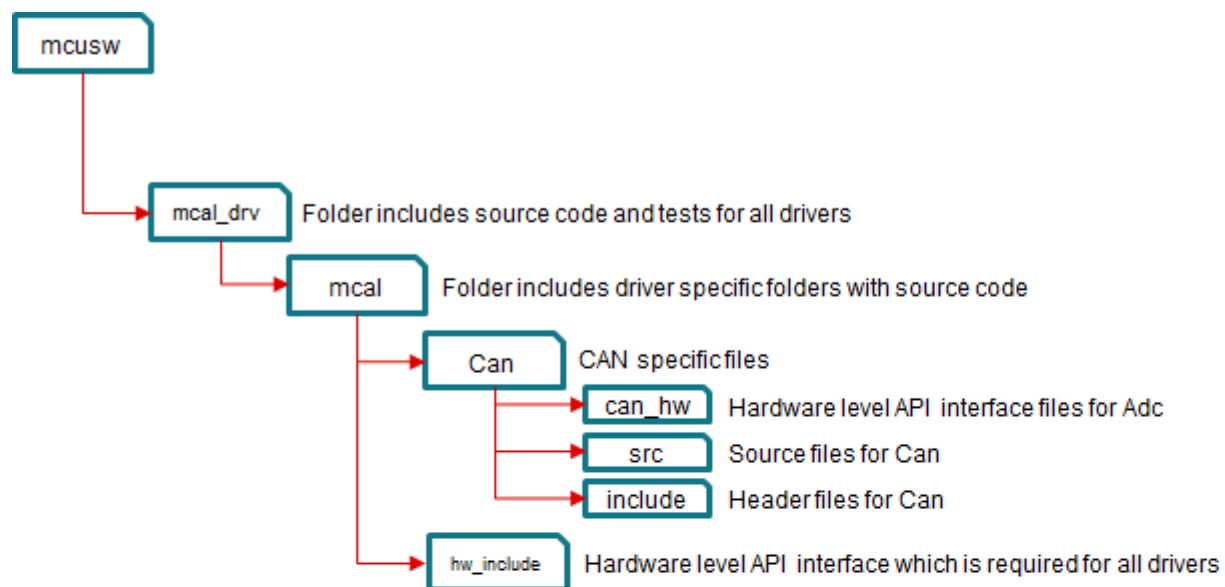 mcusw
mcal_drv Folder includes source code and tests for all drivers
mcal Folder includes driver specific folders with source code
Can CAN specific files
can_hw Hardware level API interface files for Adc
src Source files for Can
include Header files for Can
hw_include Hardware level API interface which is required for all drivers